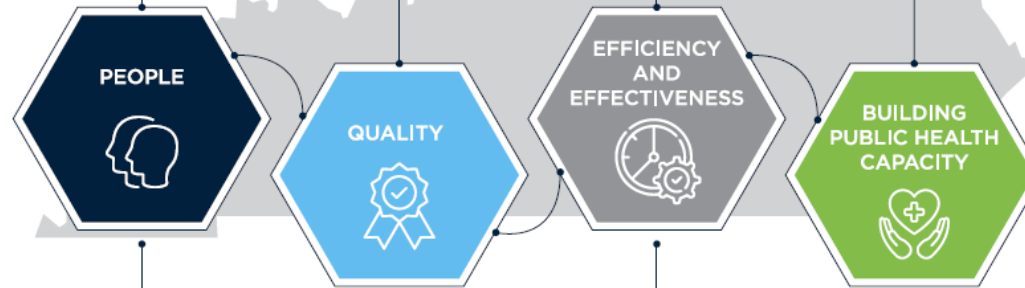 PEOPLE
QUALITY
EFFICIENCY
AND
EFFECTIVENESS
BUILDING
PUBLIC HEALTH
CAPACITY